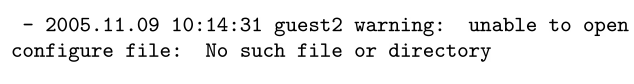 - 2005.11.09 10:14:31 guest2 warning:  unable to open
configure file:  No such file or directory